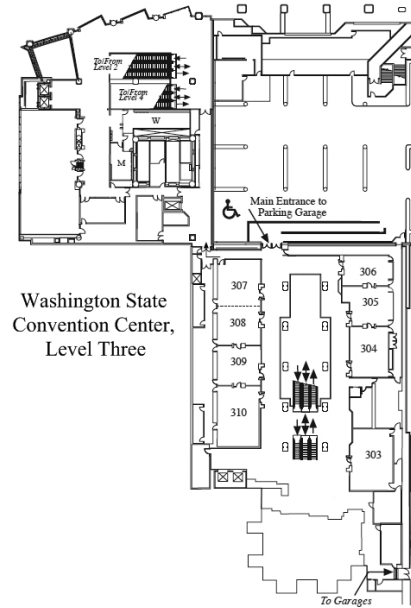 To/From
Level 2
To/From
Level 4
W
M
Main Entrance to
Parking Garage
307
306
305
308
304
309
310
303
Washington State
Convention Center,
Level Three
To Garages